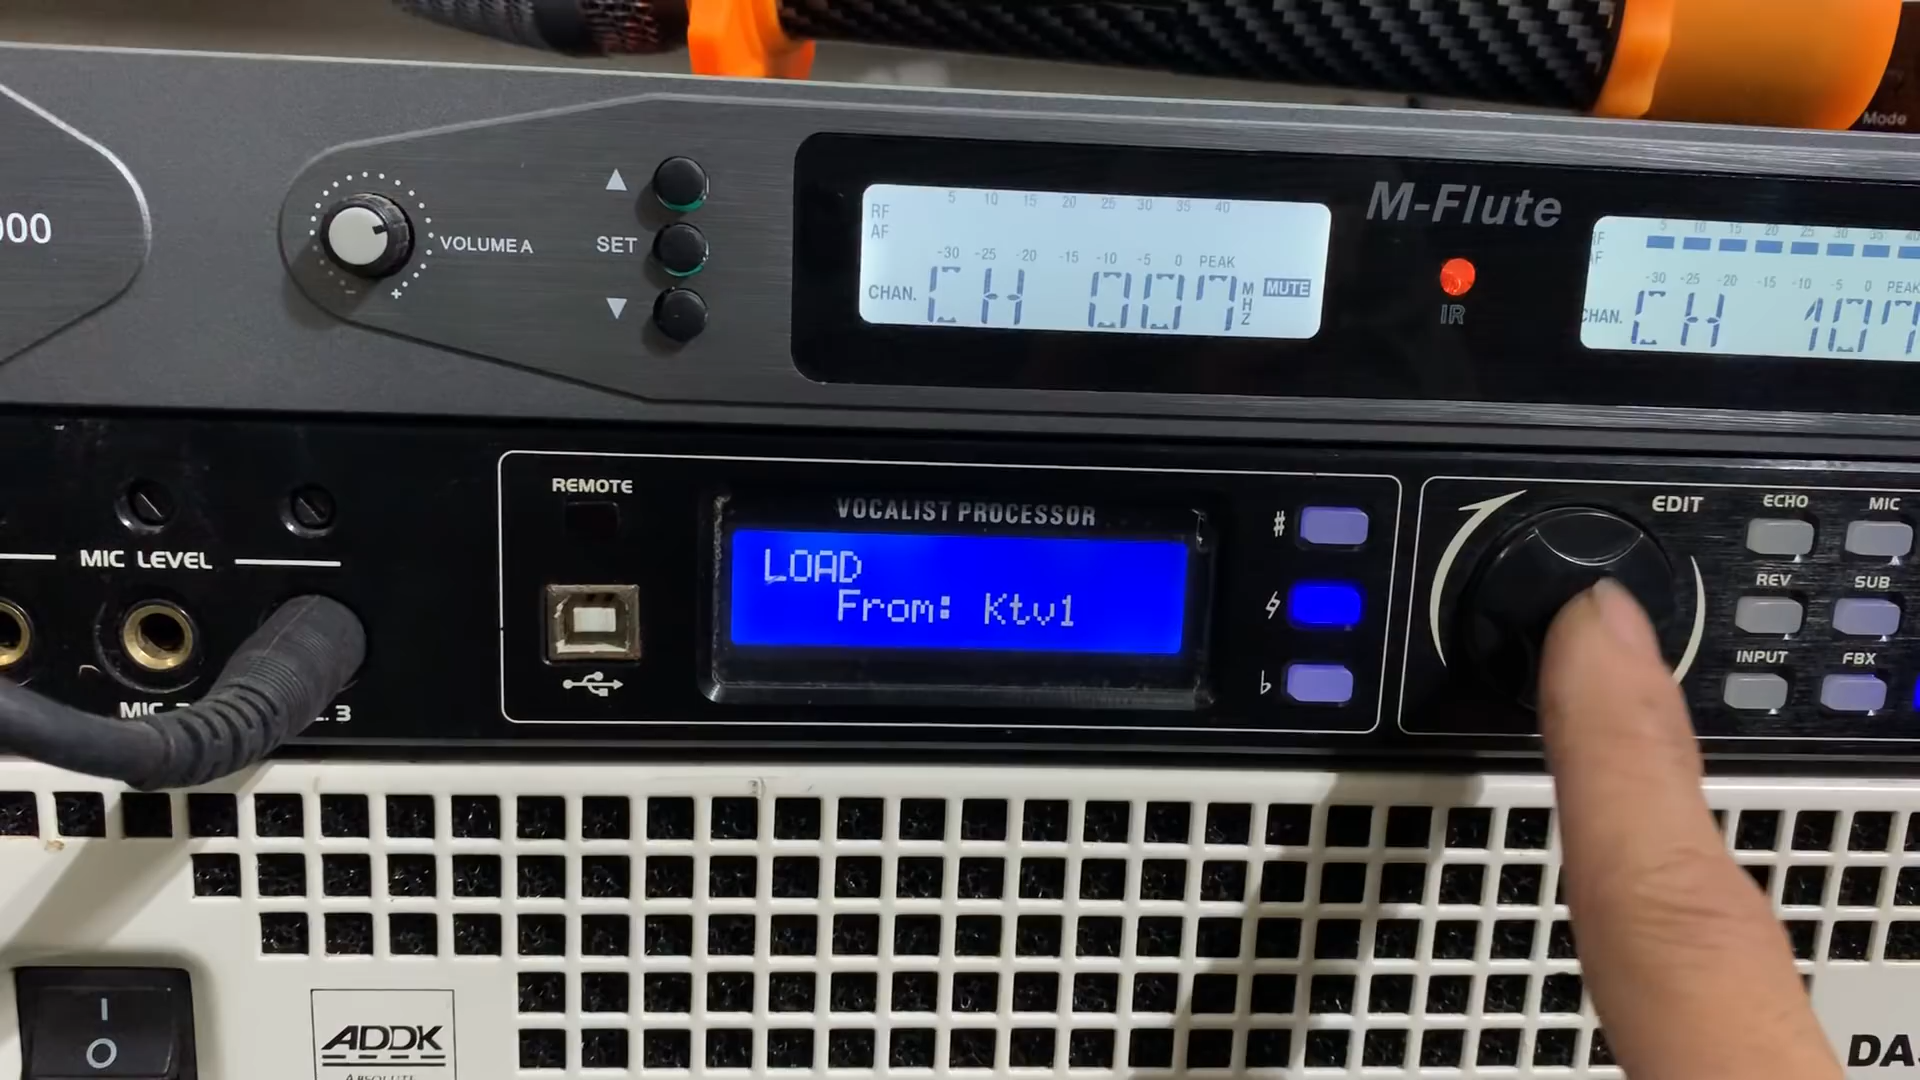 Mode
000
VOLUME A
- +
▲
SET
▼
5 10 15 20 25 30 35 40
RF
AF
-30 -25 -20 -15 -10 -5 0 PEAK
CHAN. CH 007 MHZ MUTE
M-Flute
IR
5 10 15 20 25 30 35 40
RF
AF
-30 -25 -20 -15 -10 -5 0 PEAK
CHAN. CH 107
MIC LEVEL
MIC
3
REMOTE
VOCALIST PROCESSOR
LOAD
From: Ktv1
♯
♭
EDIT
ECHO MIC
REV SUB
INPUT FBX
I
O
ADDK
ABSOLUTE
DA